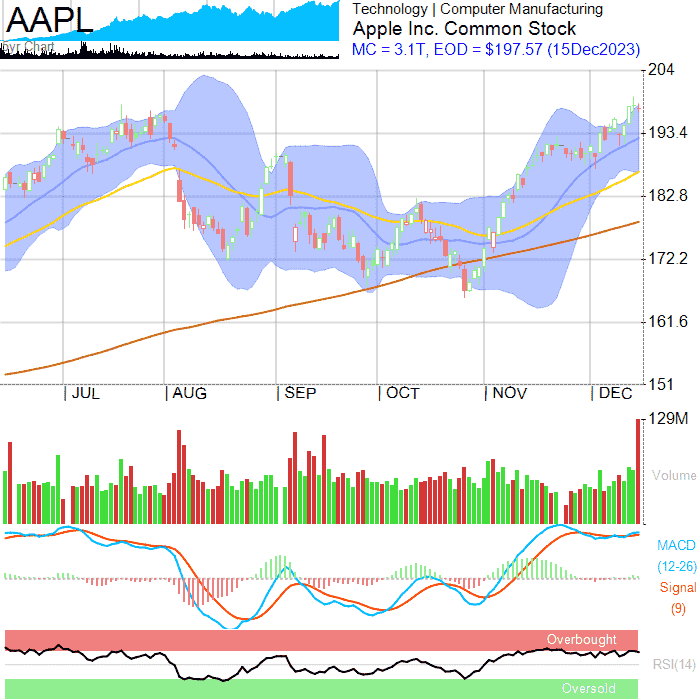 AAPL
Technology | Computer Manufacturing
Apple Inc. Common Stock
MC = 3.1T, EOD = $197.57 (15Dec2023)
204
193.4
182.8
172.2
161.6
151
JUL AUG SEP OCT NOV DEC
129M
Volume
MACD
(12-26)
Signal
(9)
Overbought
RSI(14)
Oversold